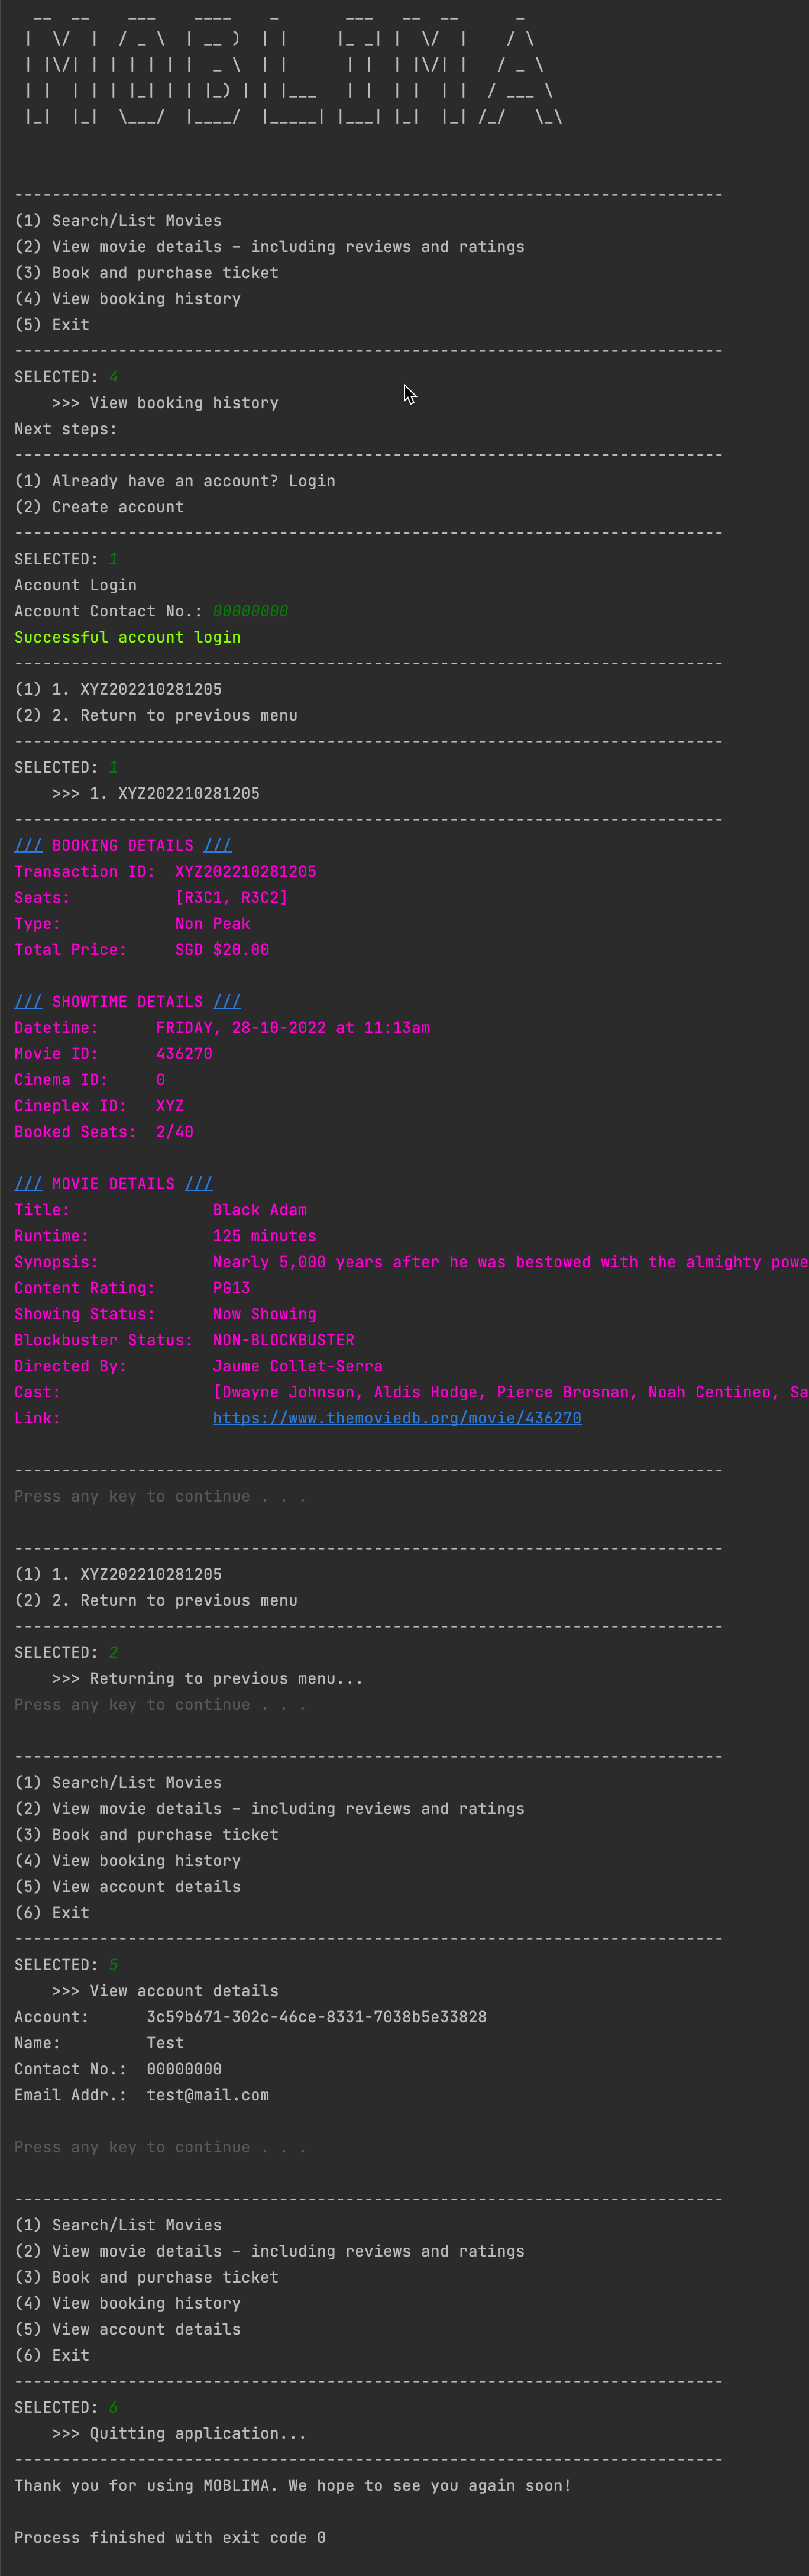 __  __    ___    ____    _       ___   __  __      _
 |  \/  |  / _ \  | __ )  | |     |_ _| |  \/  |    / \
 | |\/| | | | | | |  _ \  | |      | |  | |\/| |   / _ \
 | |  | | | |_| | | |_) | | |___   | |  | |  | |  / ___ \
 |_|  |_|  \___/  |____/  |_____| |___| |_|  |_| /_/   \_\
---------------------------------------------------------------------------
(1) Search/List Movies
(2) View movie details – including reviews and ratings
(3) Book and purchase ticket
(4) View booking history
(5) Exit
---------------------------------------------------------------------------
SELECTED: 4
    >>> View booking history
Next steps:
---------------------------------------------------------------------------
(1) Already have an account? Login
(2) Create account
---------------------------------------------------------------------------
SELECTED: 1
Account Login
Account Contact No.: 00000000
Successful account login
---------------------------------------------------------------------------
(1) 1. XYZ202210281205
(2) 2. Return to previous menu
---------------------------------------------------------------------------
SELECTED: 1
    >>> 1. XYZ202210281205
---------------------------------------------------------------------------
/// BOOKING DETAILS ///
Transaction ID:  XYZ202210281205
Seats:           [R3C1, R3C2]
Type:            Non Peak
Total Price:     SGD $20.00
/// SHOWTIME DETAILS ///
Datetime:      FRIDAY, 28-10-2022 at 11:13am
Movie ID:      436270
Cinema ID:     0
Cineplex ID:   XYZ
Booked Seats:  2/40
/// MOVIE DETAILS ///
Title:               Black Adam
Runtime:             125 minutes
Synopsis:            Nearly 5,000 years after he was bestowed with the almighty powe
Content Rating:      PG13
Showing Status:      Now Showing
Blockbuster Status:  NON-BLOCKBUSTER
Directed By:         Jaume Collet-Serra
Cast:                [Dwayne Johnson, Aldis Hodge, Pierce Brosnan, Noah Centineo, Sa
Link:                https://www.themoviedb.org/movie/436270
---------------------------------------------------------------------------
Press any key to continue . . .
---------------------------------------------------------------------------
(1) 1. XYZ202210281205
(2) 2. Return to previous menu
---------------------------------------------------------------------------
SELECTED: 2
    >>> Returning to previous menu...
Press any key to continue . . .
---------------------------------------------------------------------------
(1) Search/List Movies
(2) View movie details – including reviews and ratings
(3) Book and purchase ticket
(4) View booking history
(5) View account details
(6) Exit
---------------------------------------------------------------------------
SELECTED: 5
    >>> View account details
Account:      3c59b671-302c-46ce-8331-7038b5e33828
Name:         Test
Contact No.:  00000000
Email Addr.:  test@mail.com
Press any key to continue . . .
---------------------------------------------------------------------------
(1) Search/List Movies
(2) View movie details – including reviews and ratings
(3) Book and purchase ticket
(4) View booking history
(5) View account details
(6) Exit
---------------------------------------------------------------------------
SELECTED: 6
    >>> Quitting application...
---------------------------------------------------------------------------
Thank you for using MOBLIMA. We hope to see you again soon!
Process finished with exit code 0